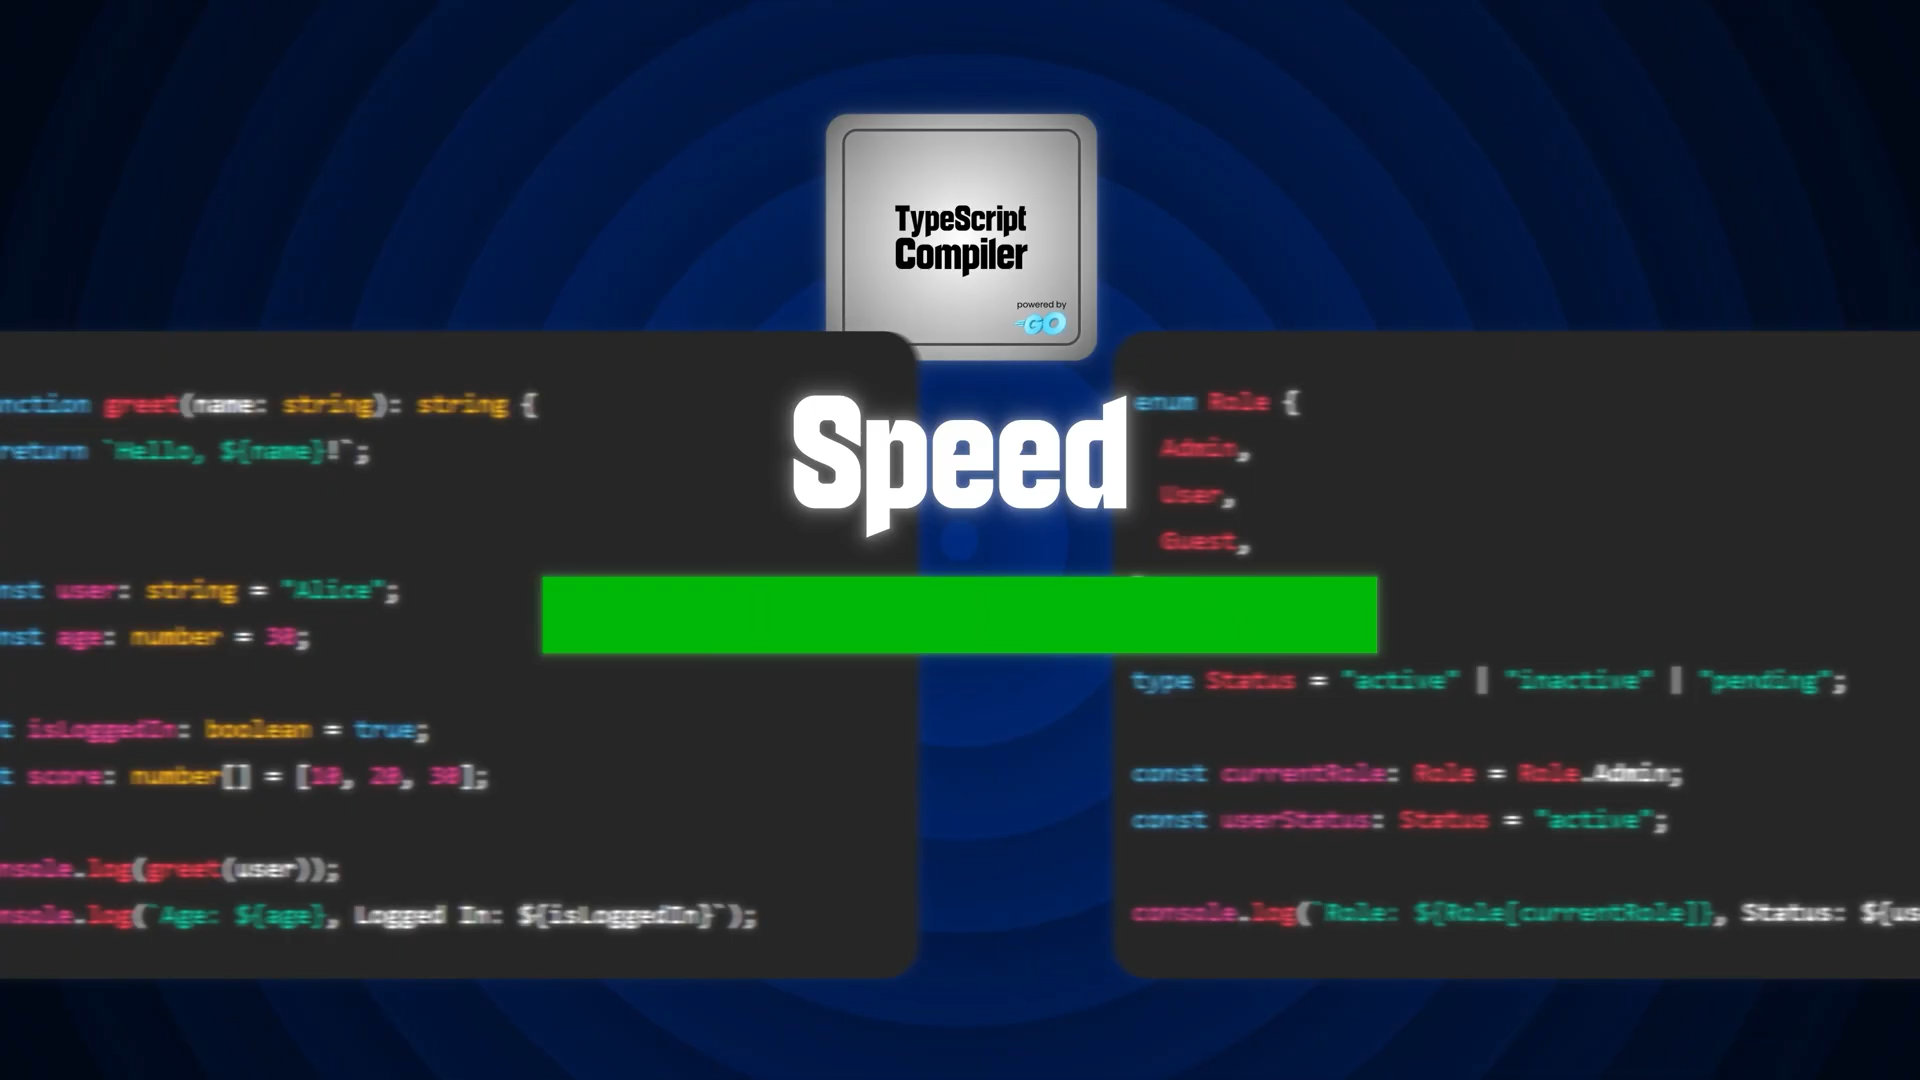 TypeScript
Compiler
powered by
GO
Speed
nction greet(name: string): string {
return `Hello, ${name}!`;
nst user: string = "Alice";
nst age: number = 30;
t isLoggedIn: boolean = true;
t score: number[] = [10, 20, 30];
nsole.log(greet(user));
nsole.log(`Age: ${age}, Logged In: ${isLoggedIn}`);
enum Role {
Admin,
User,
Guest,
type Status = "active" | "inactive" | "pending";
const currentRole: Role = Role.Admin;
const userStatus: Status = "active";
console.log(`Role: ${Role[currentRole]}, Status: ${us